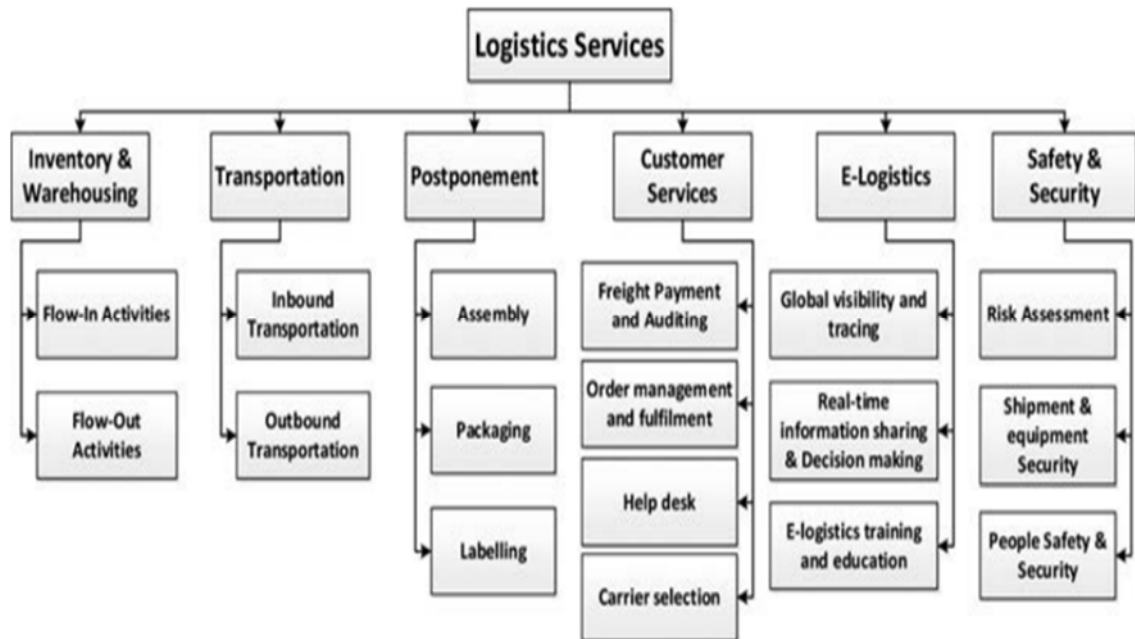 Logistics Services
Inventory &
Warehousing
Transportation
Postponement
Customer
Services
E-Logistics
Safety &
Security
Flow-In Activities
Flow-Out
Activities
Inbound
Transportation
Outbound
Transportation
Assembly
Packaging
Labelling
Freight Payment
and Auditing
Order management
and fulfilment
Help desk
Carrier selection
Global visibility and
tracing
Real-time
information sharing
& Decision making
E-logistics training
and education
Risk Assessment
Shipment &
equipment
Security
People Safety &
Security